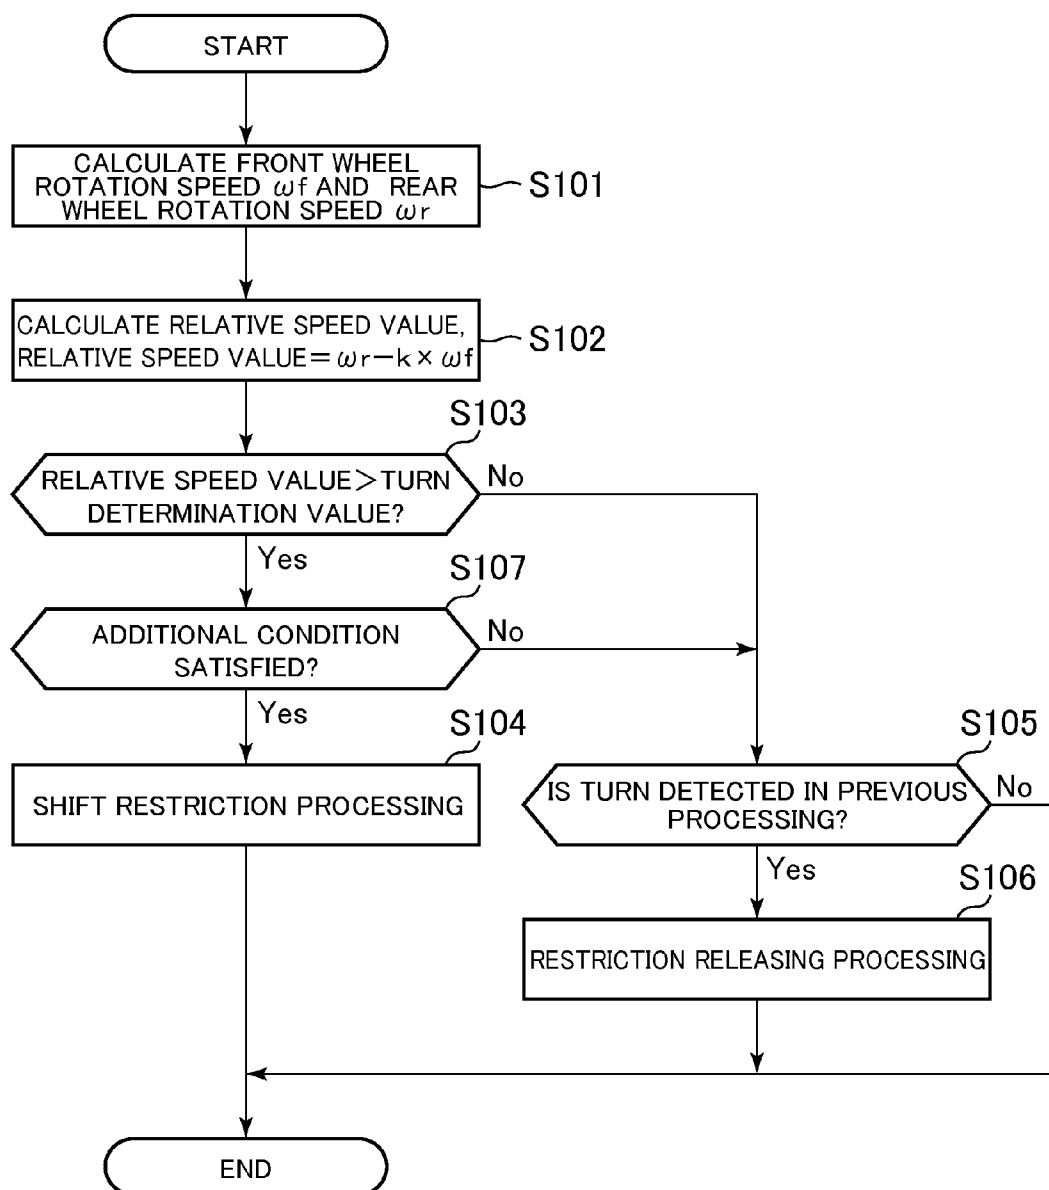 START
CALCULATE FRONT WHEEL
ROTATION SPEED ωf AND REAR
WHEEL ROTATION SPEED ωr
S101
CALCULATE RELATIVE SPEED VALUE,
RELATIVE SPEED VALUE=ωr−k×ωf
S102
S103
RELATIVE SPEED VALUE>TURN
DETERMINATION VALUE?
No
Yes
S107
ADDITIONAL CONDITION
SATISFIED?
No
Yes
S104
SHIFT RESTRICTION PROCESSING
S105
IS TURN DETECTED IN PREVIOUS
PROCESSING?
No
Yes
S106
RESTRICTION RELEASING PROCESSING
END